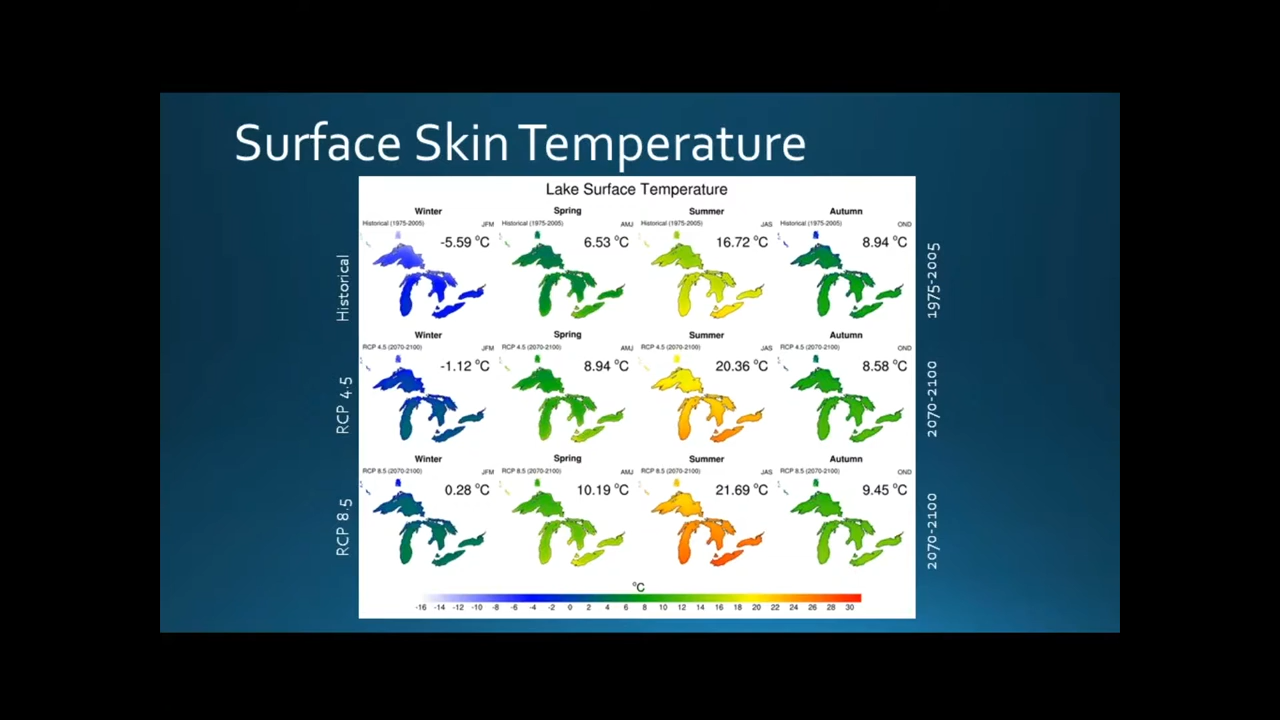 Surface Skin Temperature
Lake Surface Temperature
Winter Spring Summer Autumn
Historical (1975-2005) JFM Historical (1975-2005) AMJ Historical (1975-2005) JAS Historical (1975-2005) OND
-5.59 °C 6.53 °C 16.72 °C 8.94 °C
Historical
1975-2005
Winter Spring Summer Autumn
RCP 4.5 (2070-2100) JFM RCP 4.5 (2070-2100) AMJ RCP 4.5 (2070-2100) JAS RCP 4.5 (2070-2100) OND
-1.12 °C 8.94 °C 20.36 °C 8.58 °C
RCP 4.5
2070-2100
Winter Spring Summer Autumn
RCP 8.5 (2070-2100) JFM RCP 8.5 (2070-2100) AMJ RCP 8.5 (2070-2100) JAS RCP 8.5 (2070-2100) OND
0.28 °C 10.19 °C 21.69 °C 9.45 °C
RCP 8.5
2070-2100
°C
-16 -14 -12 -10 -8 -6 -4 -2 0 2 4 6 8 10 12 14 16 18 20 22 24 26 28 30